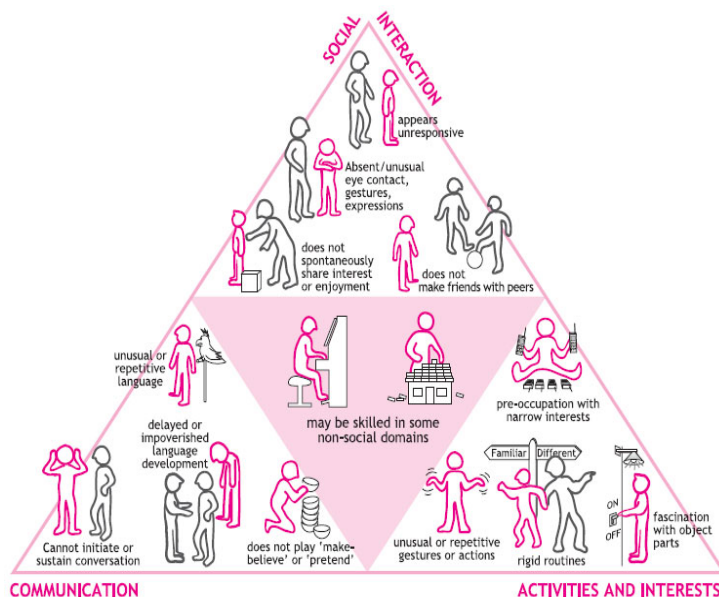 SOCIAL
INTERACTION
appears
unresponsive
Absent/unusual
eye contact,
gestures,
expressions
does not
spontaneously
share interest
or enjoyment
does not
make friends with peers
unusual or
repetitive
language
may be skilled in some
non-social domains
pre-occupation with
narrow interests
delayed or
impoverished
language
development
Cannot initiate or
sustain conversation
does not play 'make-
believe' or 'pretend'
unusual or repetitive
gestures or actions
Familiar
Different
rigid routines
ON
OFF
fascination
with object
parts
COMMUNICATION
ACTIVITIES AND INTERESTS